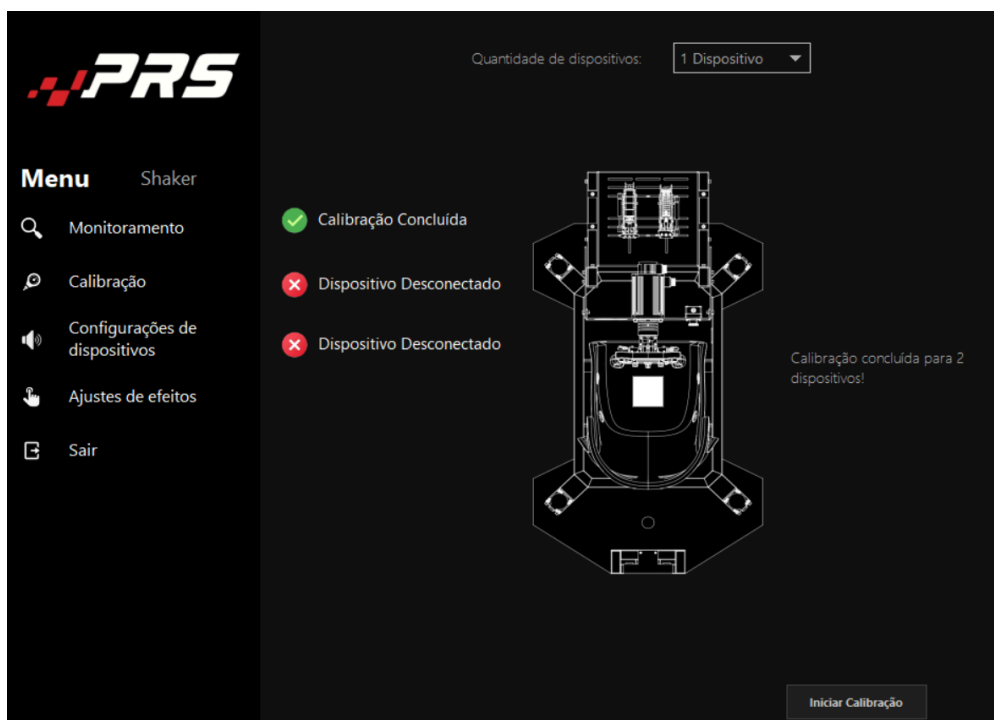 PRS
Quantidade de dispositivos:
1 Dispositivo
Menu
Shaker
Monitoramento
Calibração
Configurações de
dispositivos
Ajustes de efeitos
Sair
Calibração Concluída
Dispositivo Desconectado
Dispositivo Desconectado
Calibração concluída para 2
dispositivos!
Iniciar Calibração